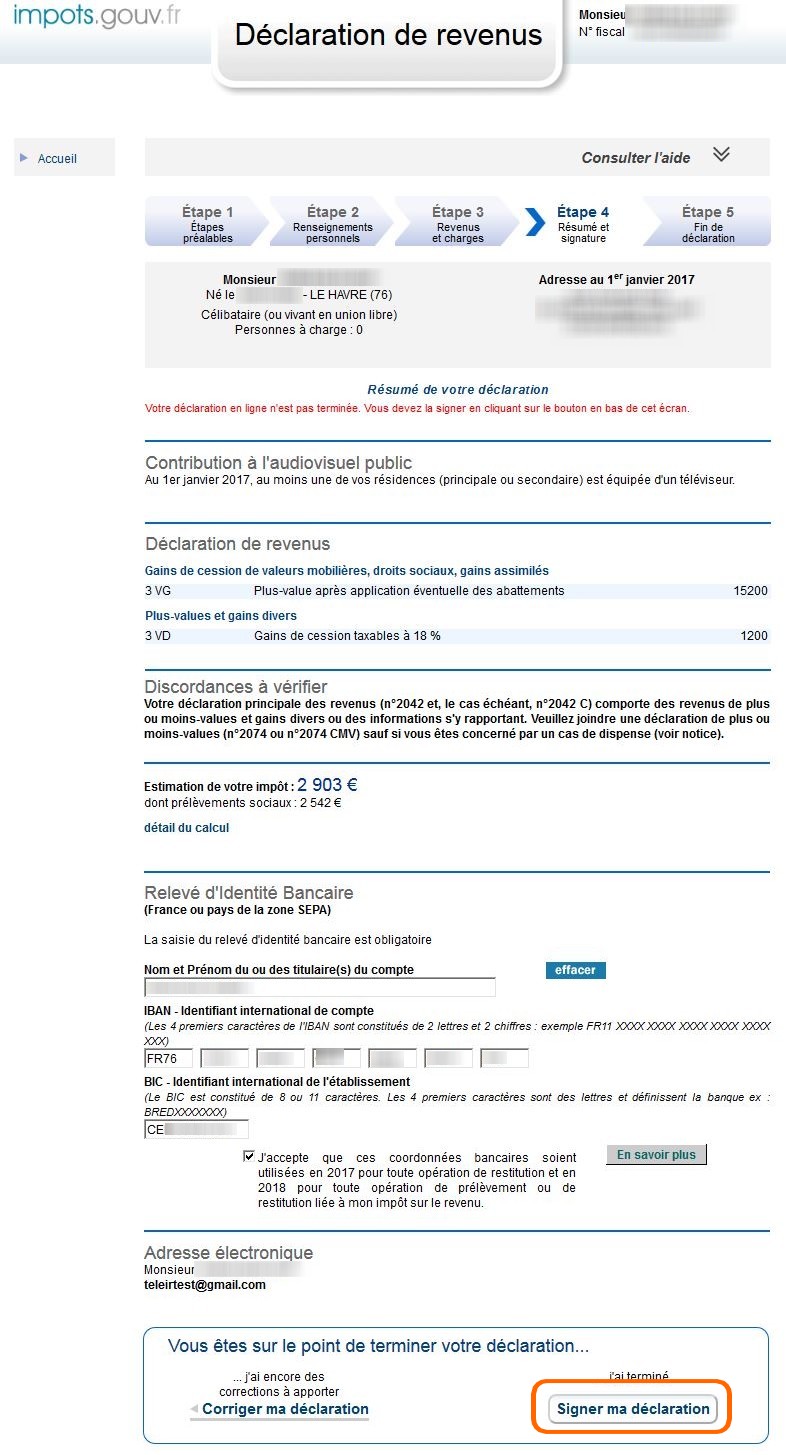 impots.gouv.fr
Déclaration de revenus
Monsieu
N° fiscal
Accueil
Consulter l'aide
Étape 1
Étapes
préalables
Étape 2
Renseignements
personnels
Étape 3
Revenus
et charges
Étape 4
Résumé et
signature
Étape 5
Fin de
déclaration
Monsieur
Né le - LE HAVRE (76)
Célibataire (ou vivant en union libre)
Personnes à charge : 0
Adresse au 1er janvier 2017
Résumé de votre déclaration
Votre déclaration en ligne n'est pas terminée. Vous devez la signer en cliquant sur le bouton en bas de cet écran.
Contribution à l'audiovisuel public
Au 1er janvier 2017, au moins une de vos résidences (principale ou secondaire) est équipée d'un téléviseur.
Déclaration de revenus
Gains de cession de valeurs mobilières, droits sociaux, gains assimilés
3 VG Plus-value après application éventuelle des abattements 15200
Plus-values et gains divers
3 VD Gains de cession taxables à 18 % 1200
Discordances à vérifier
Votre déclaration principale des revenus (n°2042 et, le cas échéant, n°2042 C) comporte des revenus de plus
ou moins-values et gains divers ou des informations s'y rapportant. Veuillez joindre une déclaration de plus ou
moins-values (n°2074 ou n°2074 CMV) sauf si vous êtes concerné par un cas de dispense (voir notice).
Estimation de votre impôt : 2 903 €
dont prélèvements sociaux : 2 542 €
détail du calcul
Relevé d'Identité Bancaire
(France ou pays de la zone SEPA)
La saisie du relevé d'identité bancaire est obligatoire
Nom et Prénom du ou des titulaire(s) du compte
effacer
IBAN - Identifiant international de compte
(Les 4 premiers caractères de l'IBAN sont constitués de 2 lettres et 2 chiffres : exemple FR11 XXXX XXXX XXXX XXXX XXXX
XXX)
FR76
BIC - Identifiant international de l'établissement
(Le BIC est constitué de 8 ou 11 caractères. Les 4 premiers caractères sont des lettres et définissent la banque ex :
BREDXXXXXXX)
CE
J'accepte que ces coordonnées bancaires soient
utilisées en 2017 pour toute opération de restitution et en
2018 pour toute opération de prélèvement ou de
restitution liée à mon impôt sur le revenu.
En savoir plus
Adresse électronique
Monsieur
teleirtest@gmail.com
Vous êtes sur le point de terminer votre déclaration...
... j'ai encore des
corrections à apporter
Corriger ma déclaration
j'ai terminé
Signer ma déclaration